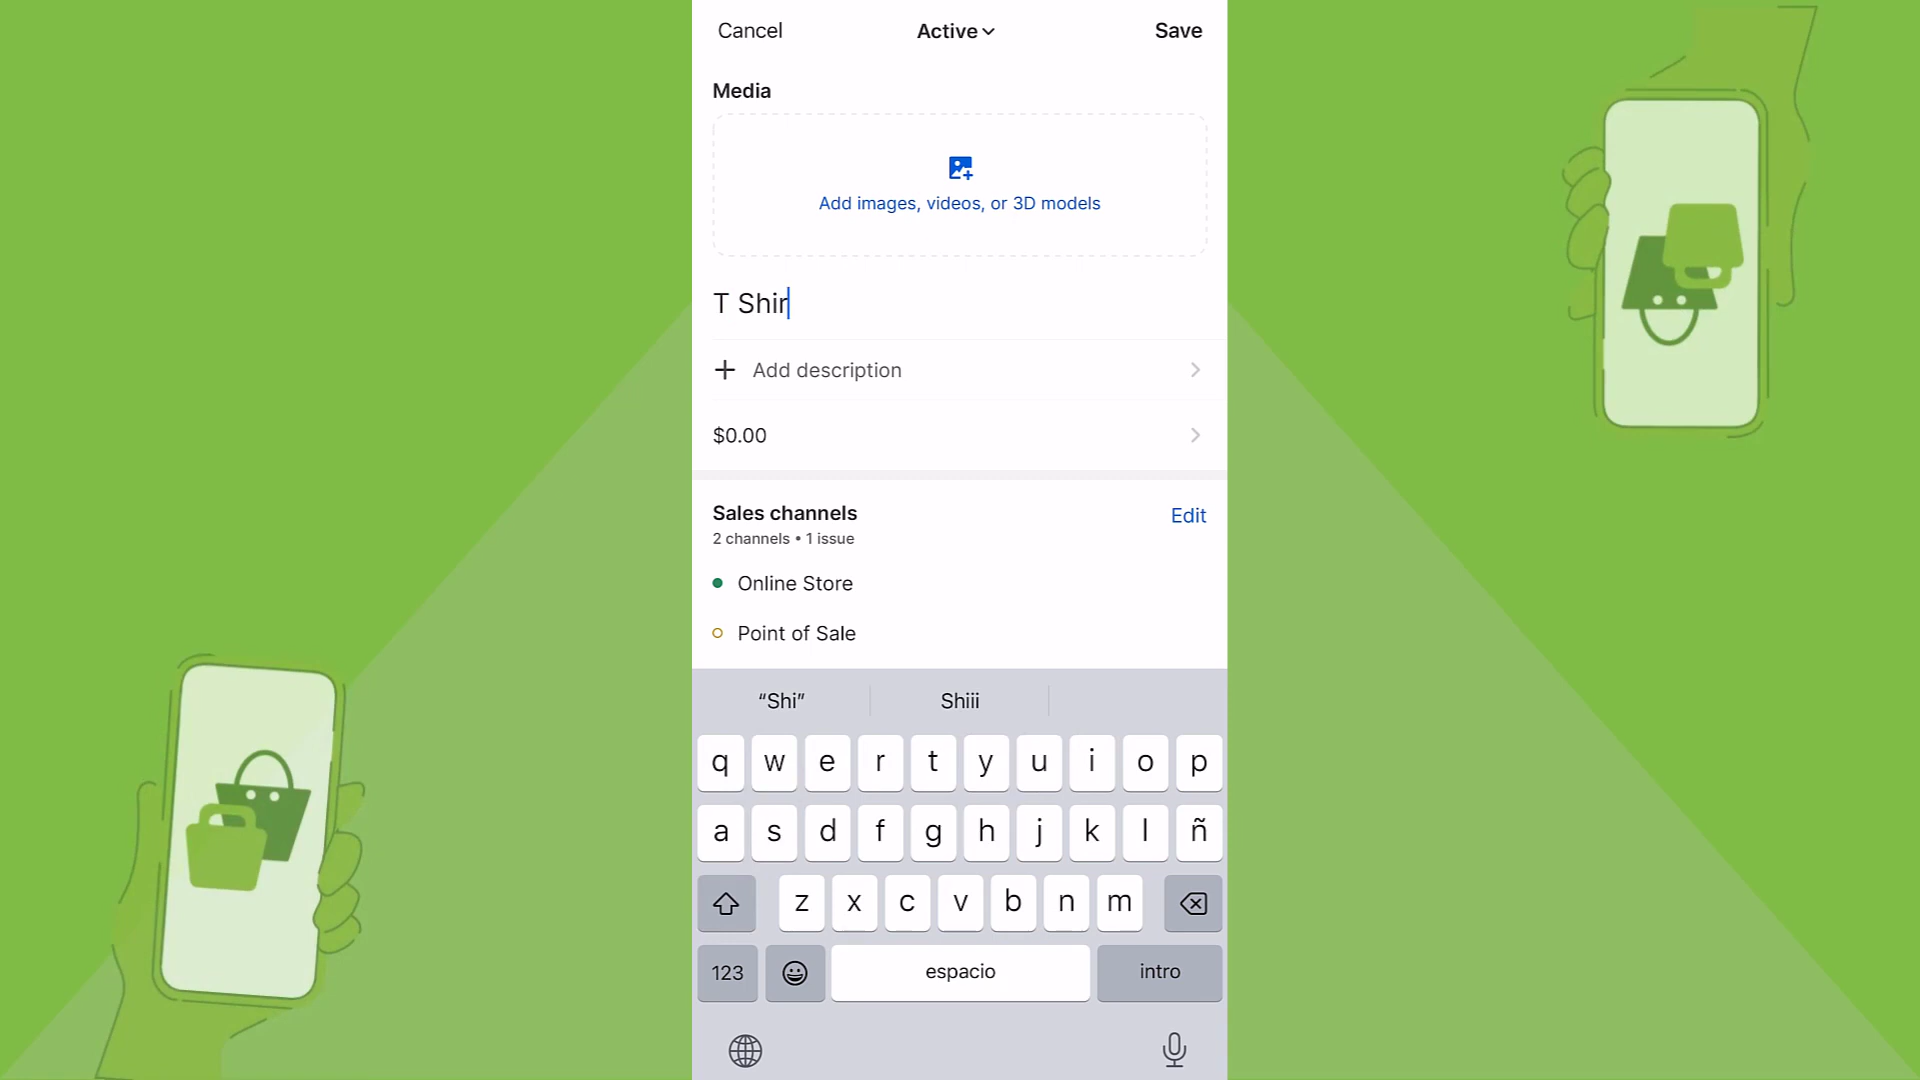 Cancel
Active
Save
Media
Add images, videos, or 3D models
T Shir
Add description
$0.00
Sales channels
Edit
2 channels • 1 issue
Online Store
Point of Sale
“Shi”
Shiii
q w e r t y u i o p
a s d f g h j k l ñ
z x c v b n m
123
espacio
intro